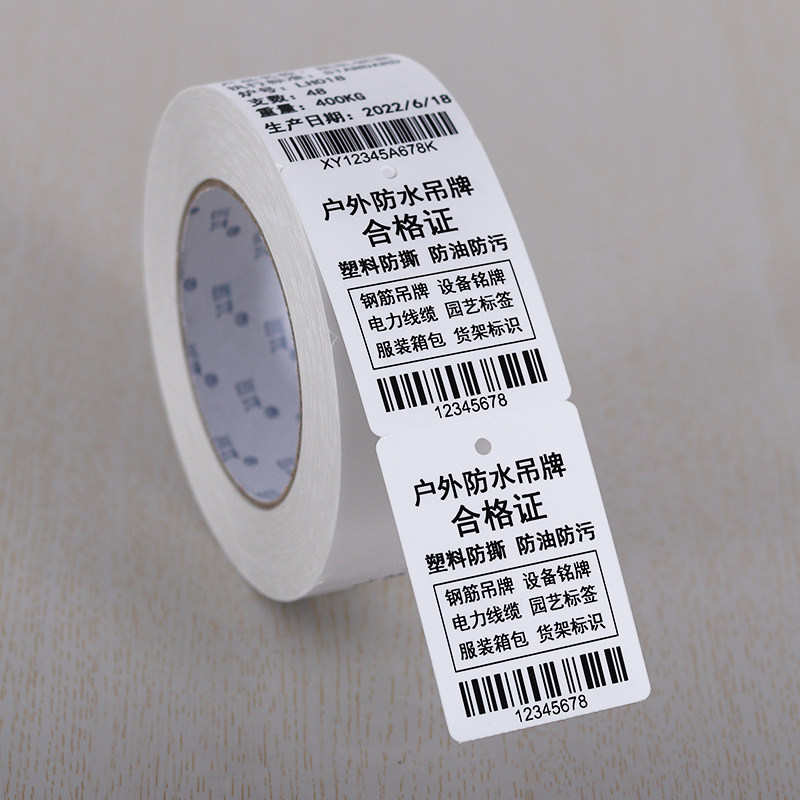 STANDARD
炉号: LH018
支数: 48
重量: 400KG
生产日期: 2022/6/18
XY12345A678K
户外防水吊牌
合格证
塑料防撕 防油防污
钢筋吊牌 设备铭牌
电力线缆 园艺标签
服装箱包 货架标识
12345678
户外防水吊牌
合格证
塑料防撕 防油防污
钢筋吊牌 设备铭牌
电力线缆 园艺标签
服装箱包 货架标识
12345678